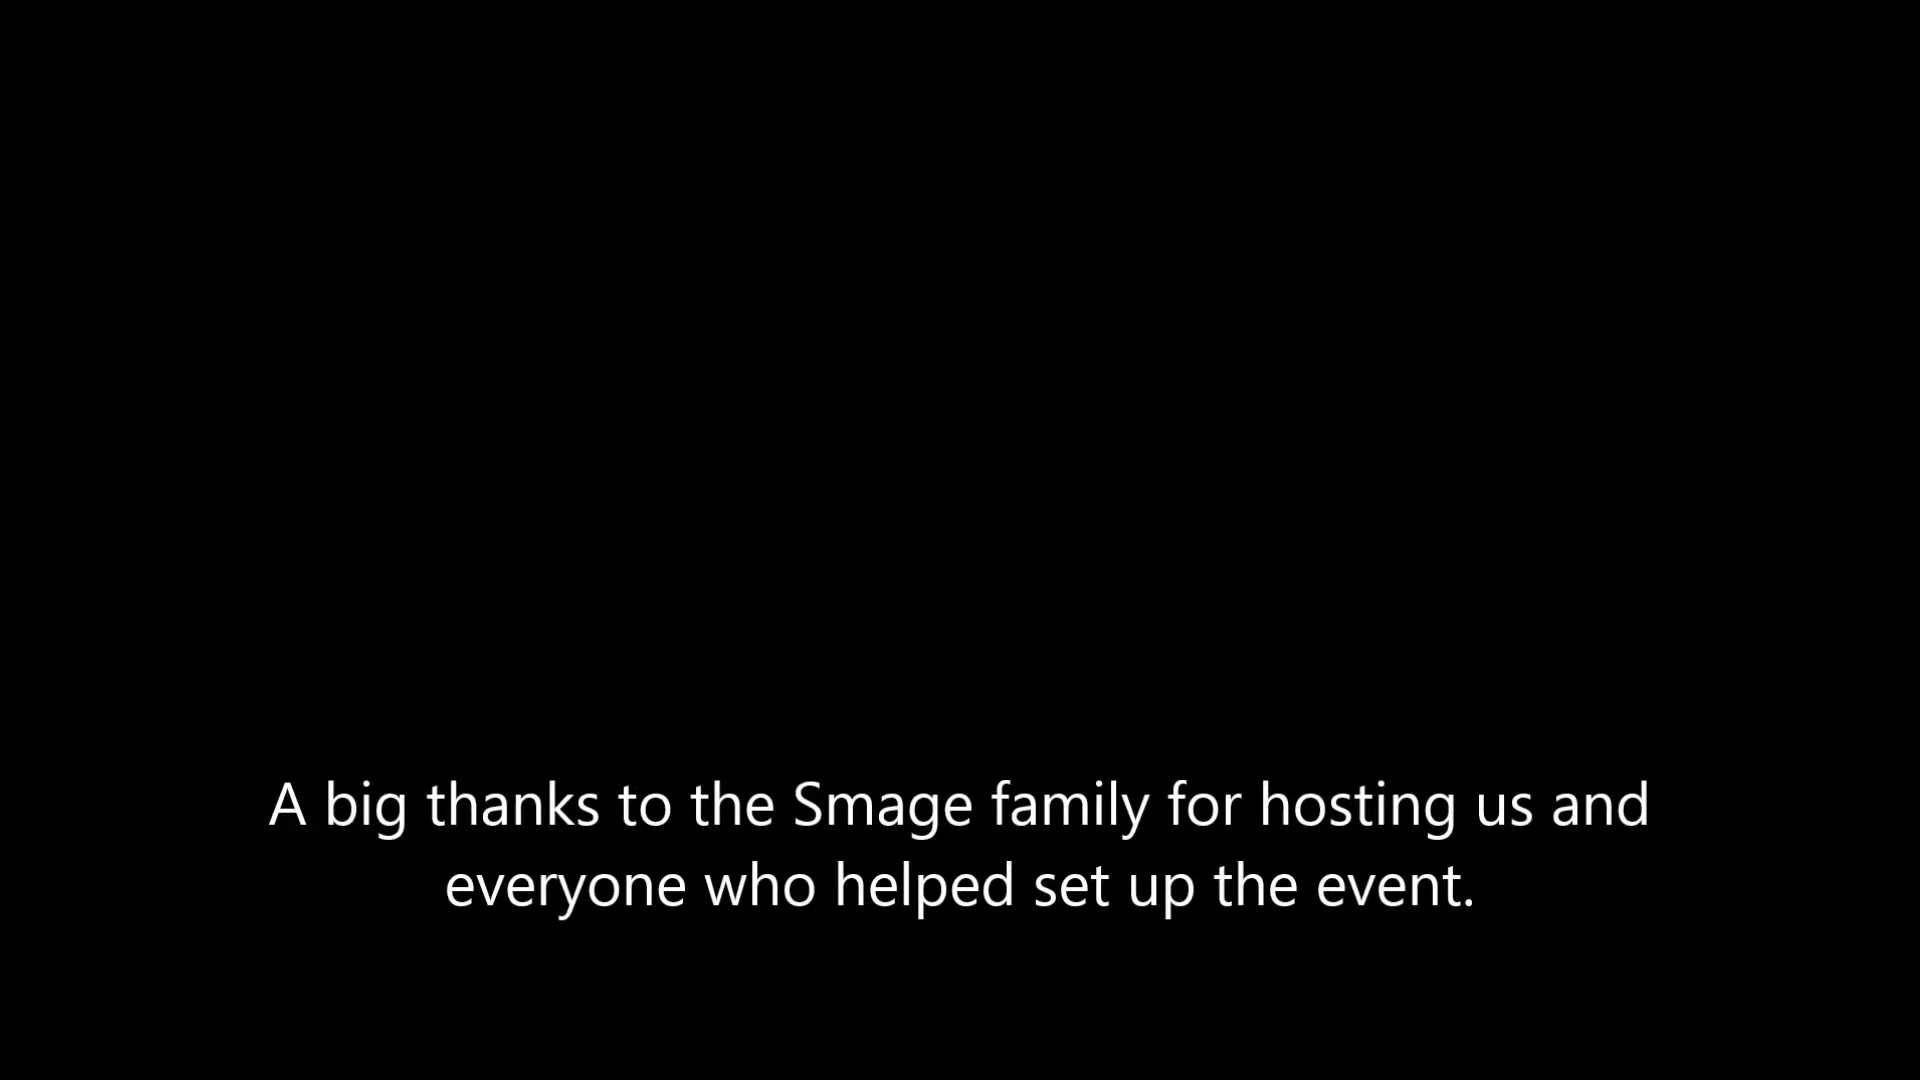 A big thanks to the Smage family for hosting us and
everyone who helped set up the event.